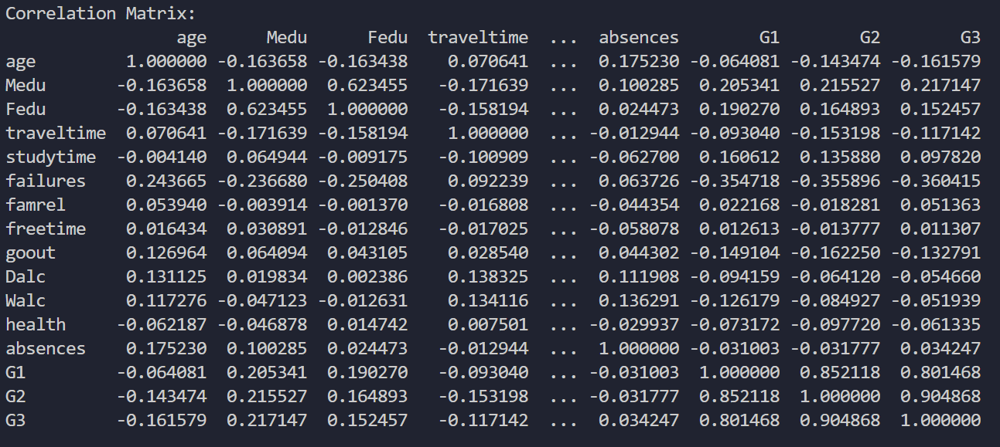 Correlation Matrix:
age Medu Fedu traveltime ... absences G1 G2 G3
age 1.000000 -0.163658 -0.163438 0.070641 ... 0.175230 -0.064081 -0.143474 -0.161579
Medu -0.163658 1.000000 0.623455 -0.171639 ... 0.100285 0.205341 0.215527 0.217147
Fedu -0.163438 0.623455 1.000000 -0.158194 ... 0.024473 0.190270 0.164893 0.152457
traveltime 0.070641 -0.171639 -0.158194 1.000000 ... -0.012944 -0.093040 -0.153198 -0.117142
studytime -0.004140 0.064944 -0.009175 -0.100909 ... -0.062700 0.160612 0.135880 0.097820
failures 0.243665 -0.236680 -0.250408 0.092239 ... 0.063726 -0.354718 -0.355896 -0.360415
famrel 0.053940 -0.003914 -0.001370 -0.016808 ... -0.044354 0.022168 -0.018281 0.051363
freetime 0.016434 0.030891 -0.012846 -0.017025 ... -0.058078 0.012613 -0.013777 0.011307
goout 0.126964 0.064094 0.043105 0.028540 ... 0.044302 -0.149104 -0.162250 -0.132791
Dalc 0.131125 0.019834 0.002386 0.138325 ... 0.111908 -0.094159 -0.064120 -0.054660
Walc 0.117276 -0.047123 -0.012631 0.134116 ... 0.136291 -0.126179 -0.084927 -0.051939
health -0.062187 -0.046878 0.014742 0.007501 ... -0.029937 -0.073172 -0.097720 -0.061335
absences 0.175230 0.100285 0.024473 -0.012944 ... 1.000000 -0.031003 -0.031777 0.034247
G1 -0.064081 0.205341 0.190270 -0.093040 ... -0.031003 1.000000 0.852118 0.801468
G2 -0.143474 0.215527 0.164893 -0.153198 ... -0.031777 0.852118 1.000000 0.904868
G3 -0.161579 0.217147 0.152457 -0.117142 ... 0.034247 0.801468 0.904868 1.000000